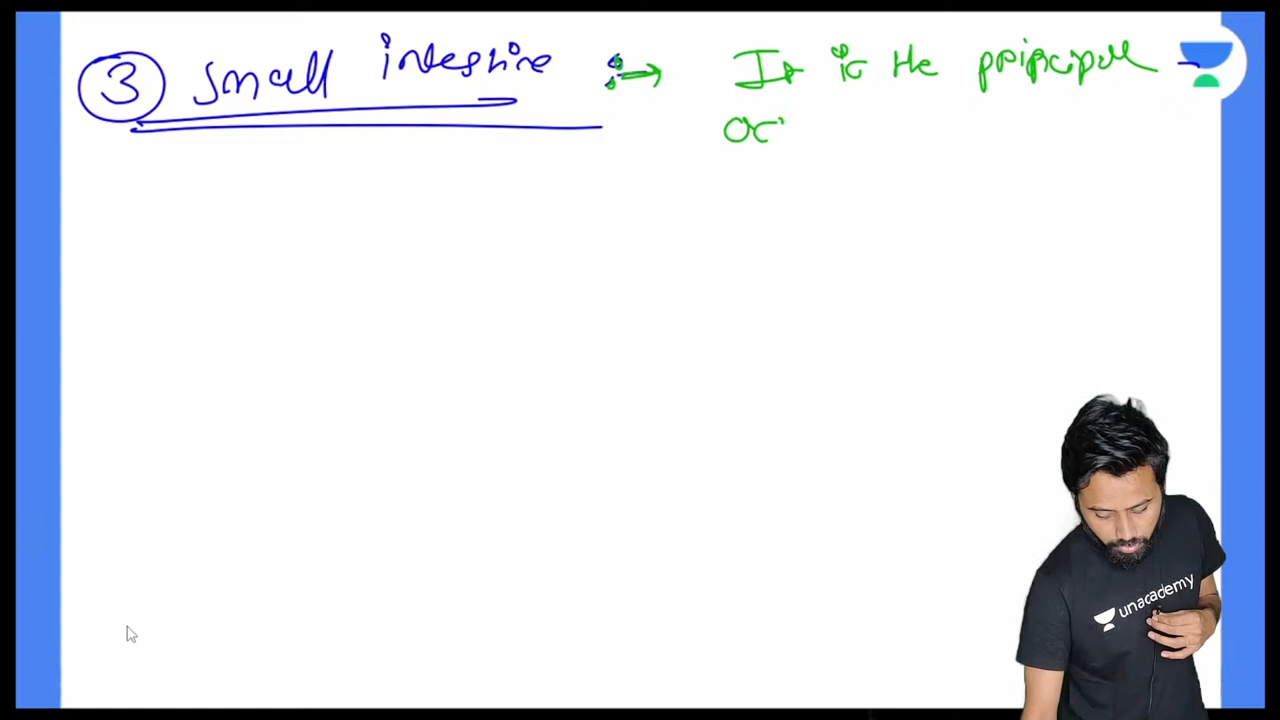 ③ Small intestine :→ It is the principal -
or
unacademy